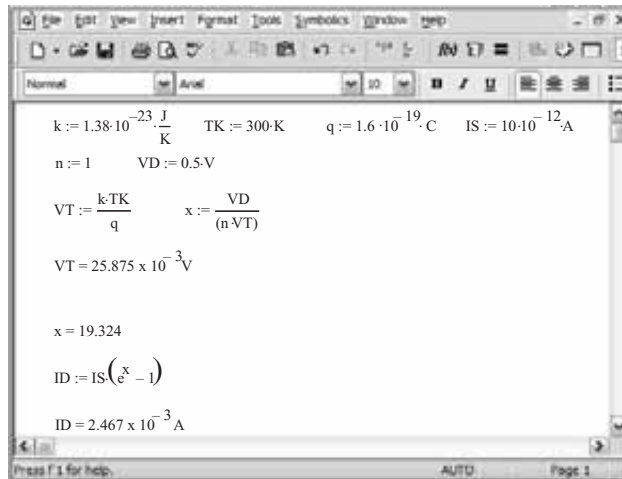 File Edit View Insert Format Tools Symbolics Window Help
Normal Arial 10 B I U
k := 1.38·10^−23·J/K TK := 300·K q := 1.6·10^−19·C IS := 10·10^−12·A
n := 1 VD := 0.5·V
VT := k·TK/q x := VD/(n·VT)
VT = 25.875 x 10^−3 V
x = 19.324
ID := IS·(e^x − 1)
ID = 2.467 x 10^−3 A
Press F1 for help. AUTO Page 1